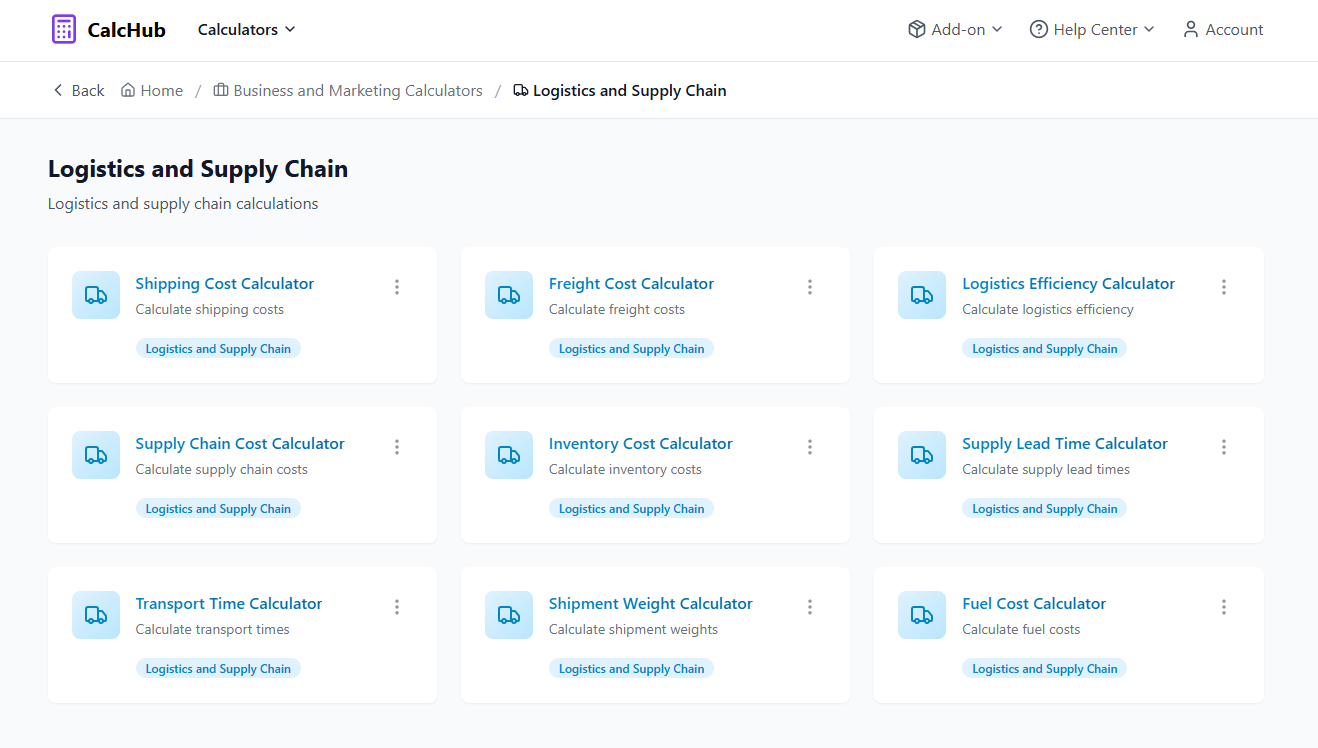 CalcHub
Calculators
Add-on
Help Center
Account
Back
Home / Business and Marketing Calculators / Logistics and Supply Chain
Logistics and Supply Chain
Logistics and supply chain calculations
Shipping Cost Calculator
Calculate shipping costs
Logistics and Supply Chain
Freight Cost Calculator
Calculate freight costs
Logistics and Supply Chain
Logistics Efficiency Calculator
Calculate logistics efficiency
Logistics and Supply Chain
Supply Chain Cost Calculator
Calculate supply chain costs
Logistics and Supply Chain
Inventory Cost Calculator
Calculate inventory costs
Logistics and Supply Chain
Supply Lead Time Calculator
Calculate supply lead times
Logistics and Supply Chain
Transport Time Calculator
Calculate transport times
Logistics and Supply Chain
Shipment Weight Calculator
Calculate shipment weights
Logistics and Supply Chain
Fuel Cost Calculator
Calculate fuel costs
Logistics and Supply Chain